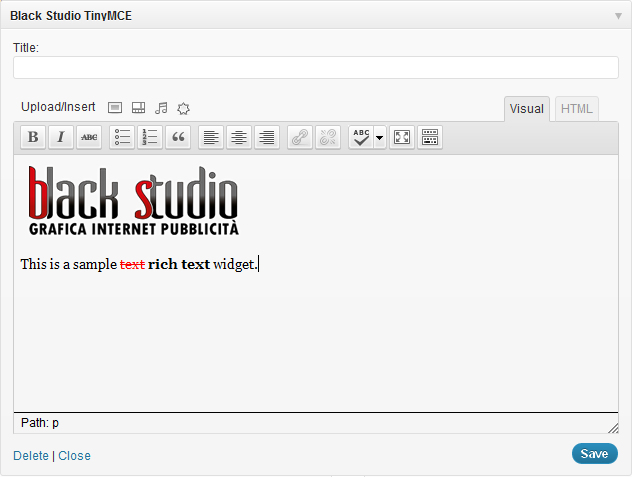 Black Studio TinyMCE
Title:
Upload/Insert Visual HTML
B I ABC ABC
black studio
GRAFICA INTERNET PUBBLICITÀ
This is a sample text rich text widget.
Path: p
Delete | Close Save